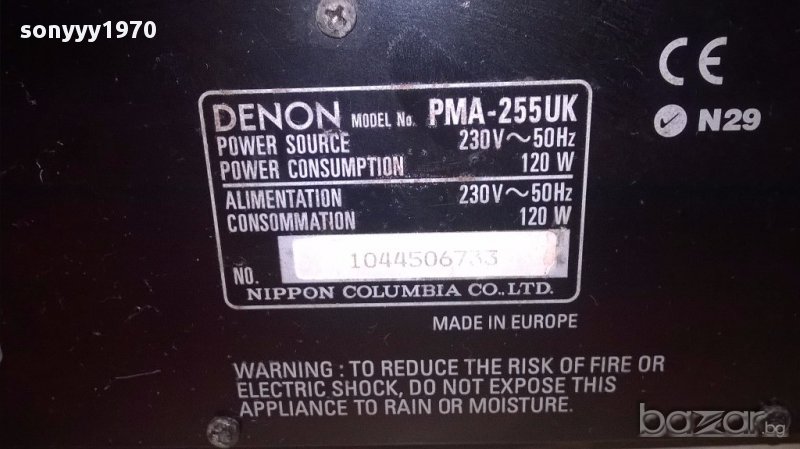 sonyyy1970
CE
N29
DENON MODEL No. PMA-255UK
POWER SOURCE 230V～50Hz
POWER CONSUMPTION 120 W
ALIMENTATION 230V～50Hz
CONSOMMATION 120 W
NO. 1044506733
NIPPON COLUMBIA CO.,LTD.
MADE IN EUROPE
WARNING : TO REDUCE THE RISK OF FIRE OR
ELECTRIC SHOCK, DO NOT EXPOSE THIS
APPLIANCE TO RAIN OR MOISTURE.
bazar.bg